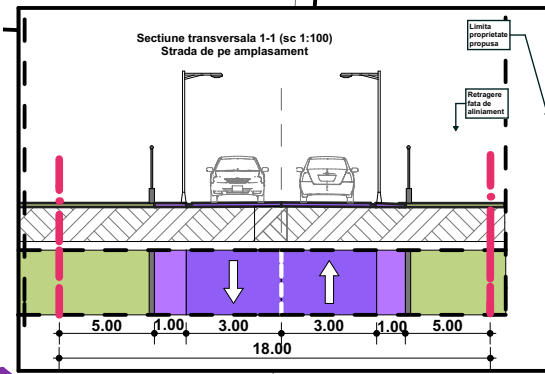 Sectiune transversala 1-1 (sc 1:100)
Strada de pe amplasament
Limita
proprietate
propusa
Retragere
fata de
aliniament
5.00 1.00 3.00 3.00 1.00 5.00
18.00